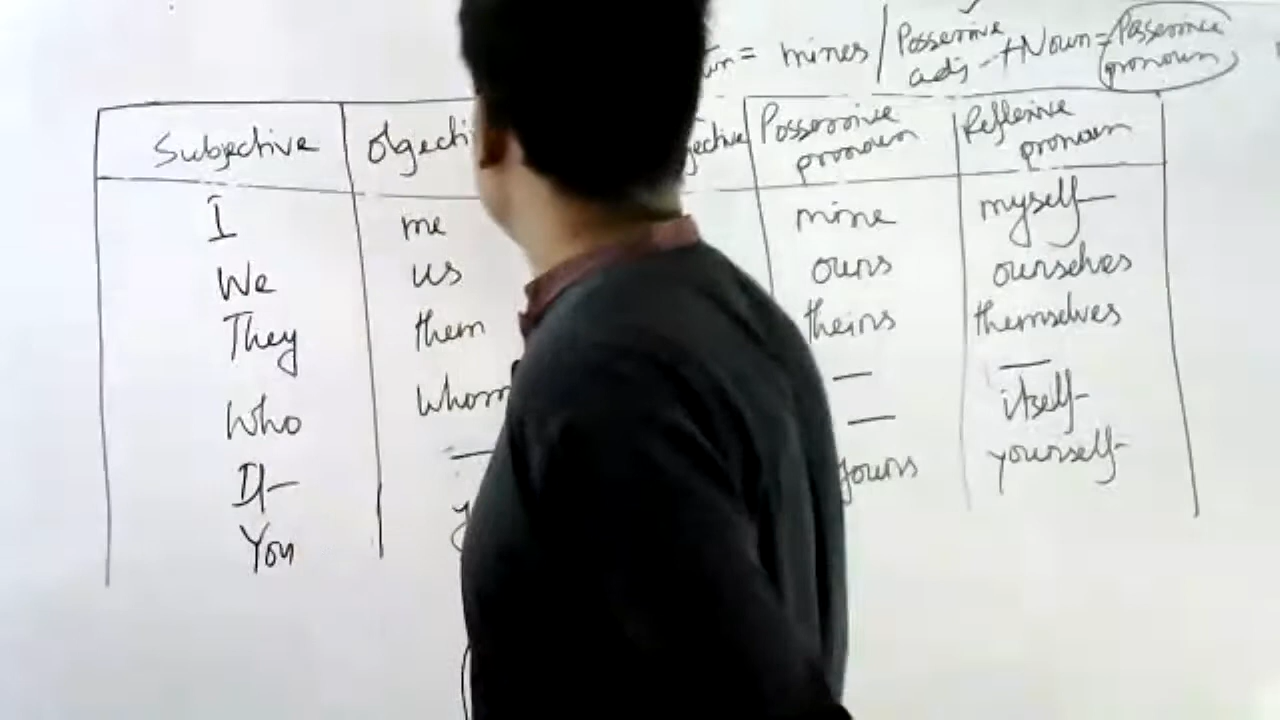 = mines / Possessive adj + Noun = Possessive pronoun
Subjective Possessive pronoun Reflexive pronoun
I me mine myself
We us ours ourselves
They them theirs themselves
Who whom — —
It — — itself
You yours yourself